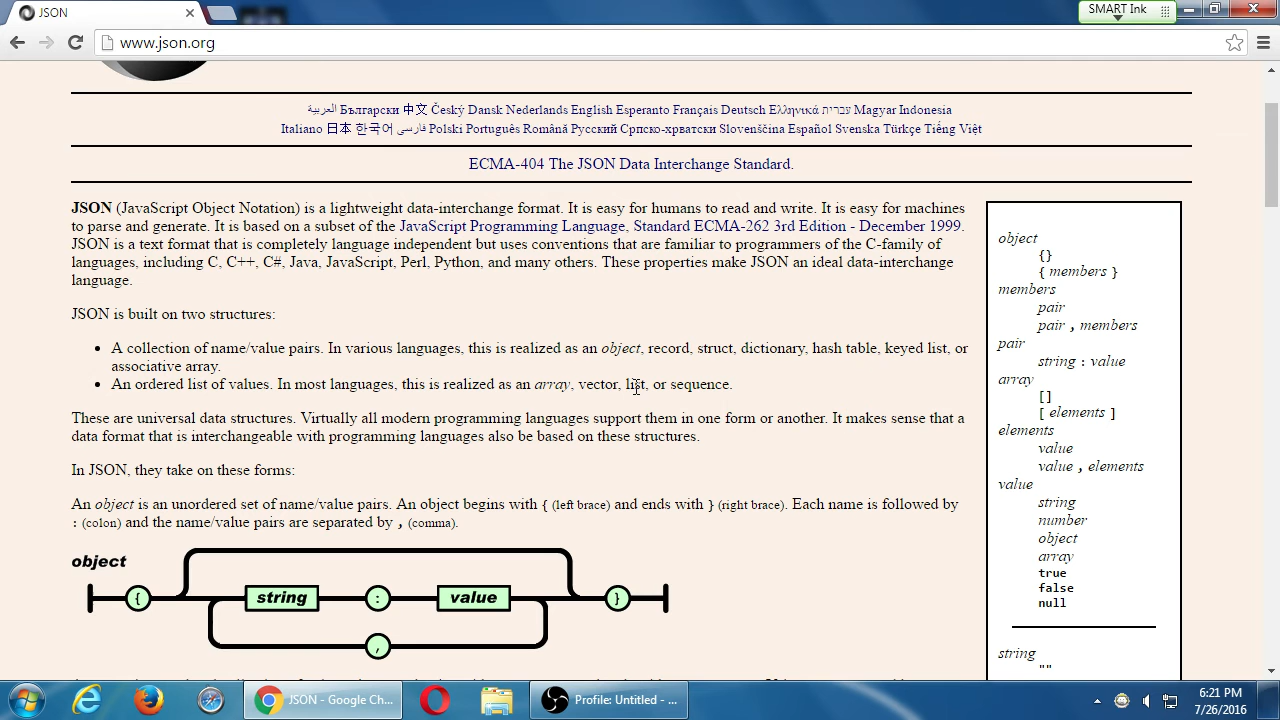 JSON
SMART Ink
www.json.org
العربية Български 中文 Český Dansk Nederlands English Esperanto Français Deutsch Ελληνικά עברית Magyar Indonesia
Italiano 日本 한국어 فارسی Polski Português Română Русский Српско-хрватски Slovenščina Español Svenska Türkçe Tiếng Việt
ECMA-404 The JSON Data Interchange Standard.
JSON (JavaScript Object Notation) is a lightweight data-interchange format. It is easy for humans to read and write. It is easy for machines
to parse and generate. It is based on a subset of the JavaScript Programming Language, Standard ECMA-262 3rd Edition - December 1999.
JSON is a text format that is completely language independent but uses conventions that are familiar to programmers of the C-family of
languages, including C, C++, C#, Java, JavaScript, Perl, Python, and many others. These properties make JSON an ideal data-interchange
language.
JSON is built on two structures:
• A collection of name/value pairs. In various languages, this is realized as an object, record, struct, dictionary, hash table, keyed list, or
associative array.
• An ordered list of values. In most languages, this is realized as an array, vector, list, or sequence.
These are universal data structures. Virtually all modern programming languages support them in one form or another. It makes sense that a
data format that is interchangeable with programming languages also be based on these structures.
In JSON, they take on these forms:
An object is an unordered set of name/value pairs. An object begins with { (left brace) and ends with } (right brace). Each name is followed by
: (colon) and the name/value pairs are separated by , (comma).
object
{ string : value }
,
object
{}
{ members }
members
pair
pair , members
pair
string : value
array
[]
[ elements ]
elements
value
value , elements
value
string
number
object
array
true
false
null
string
""
JSON - Google Ch...
Profile: Untitled - ...
6:21 PM
7/26/2016